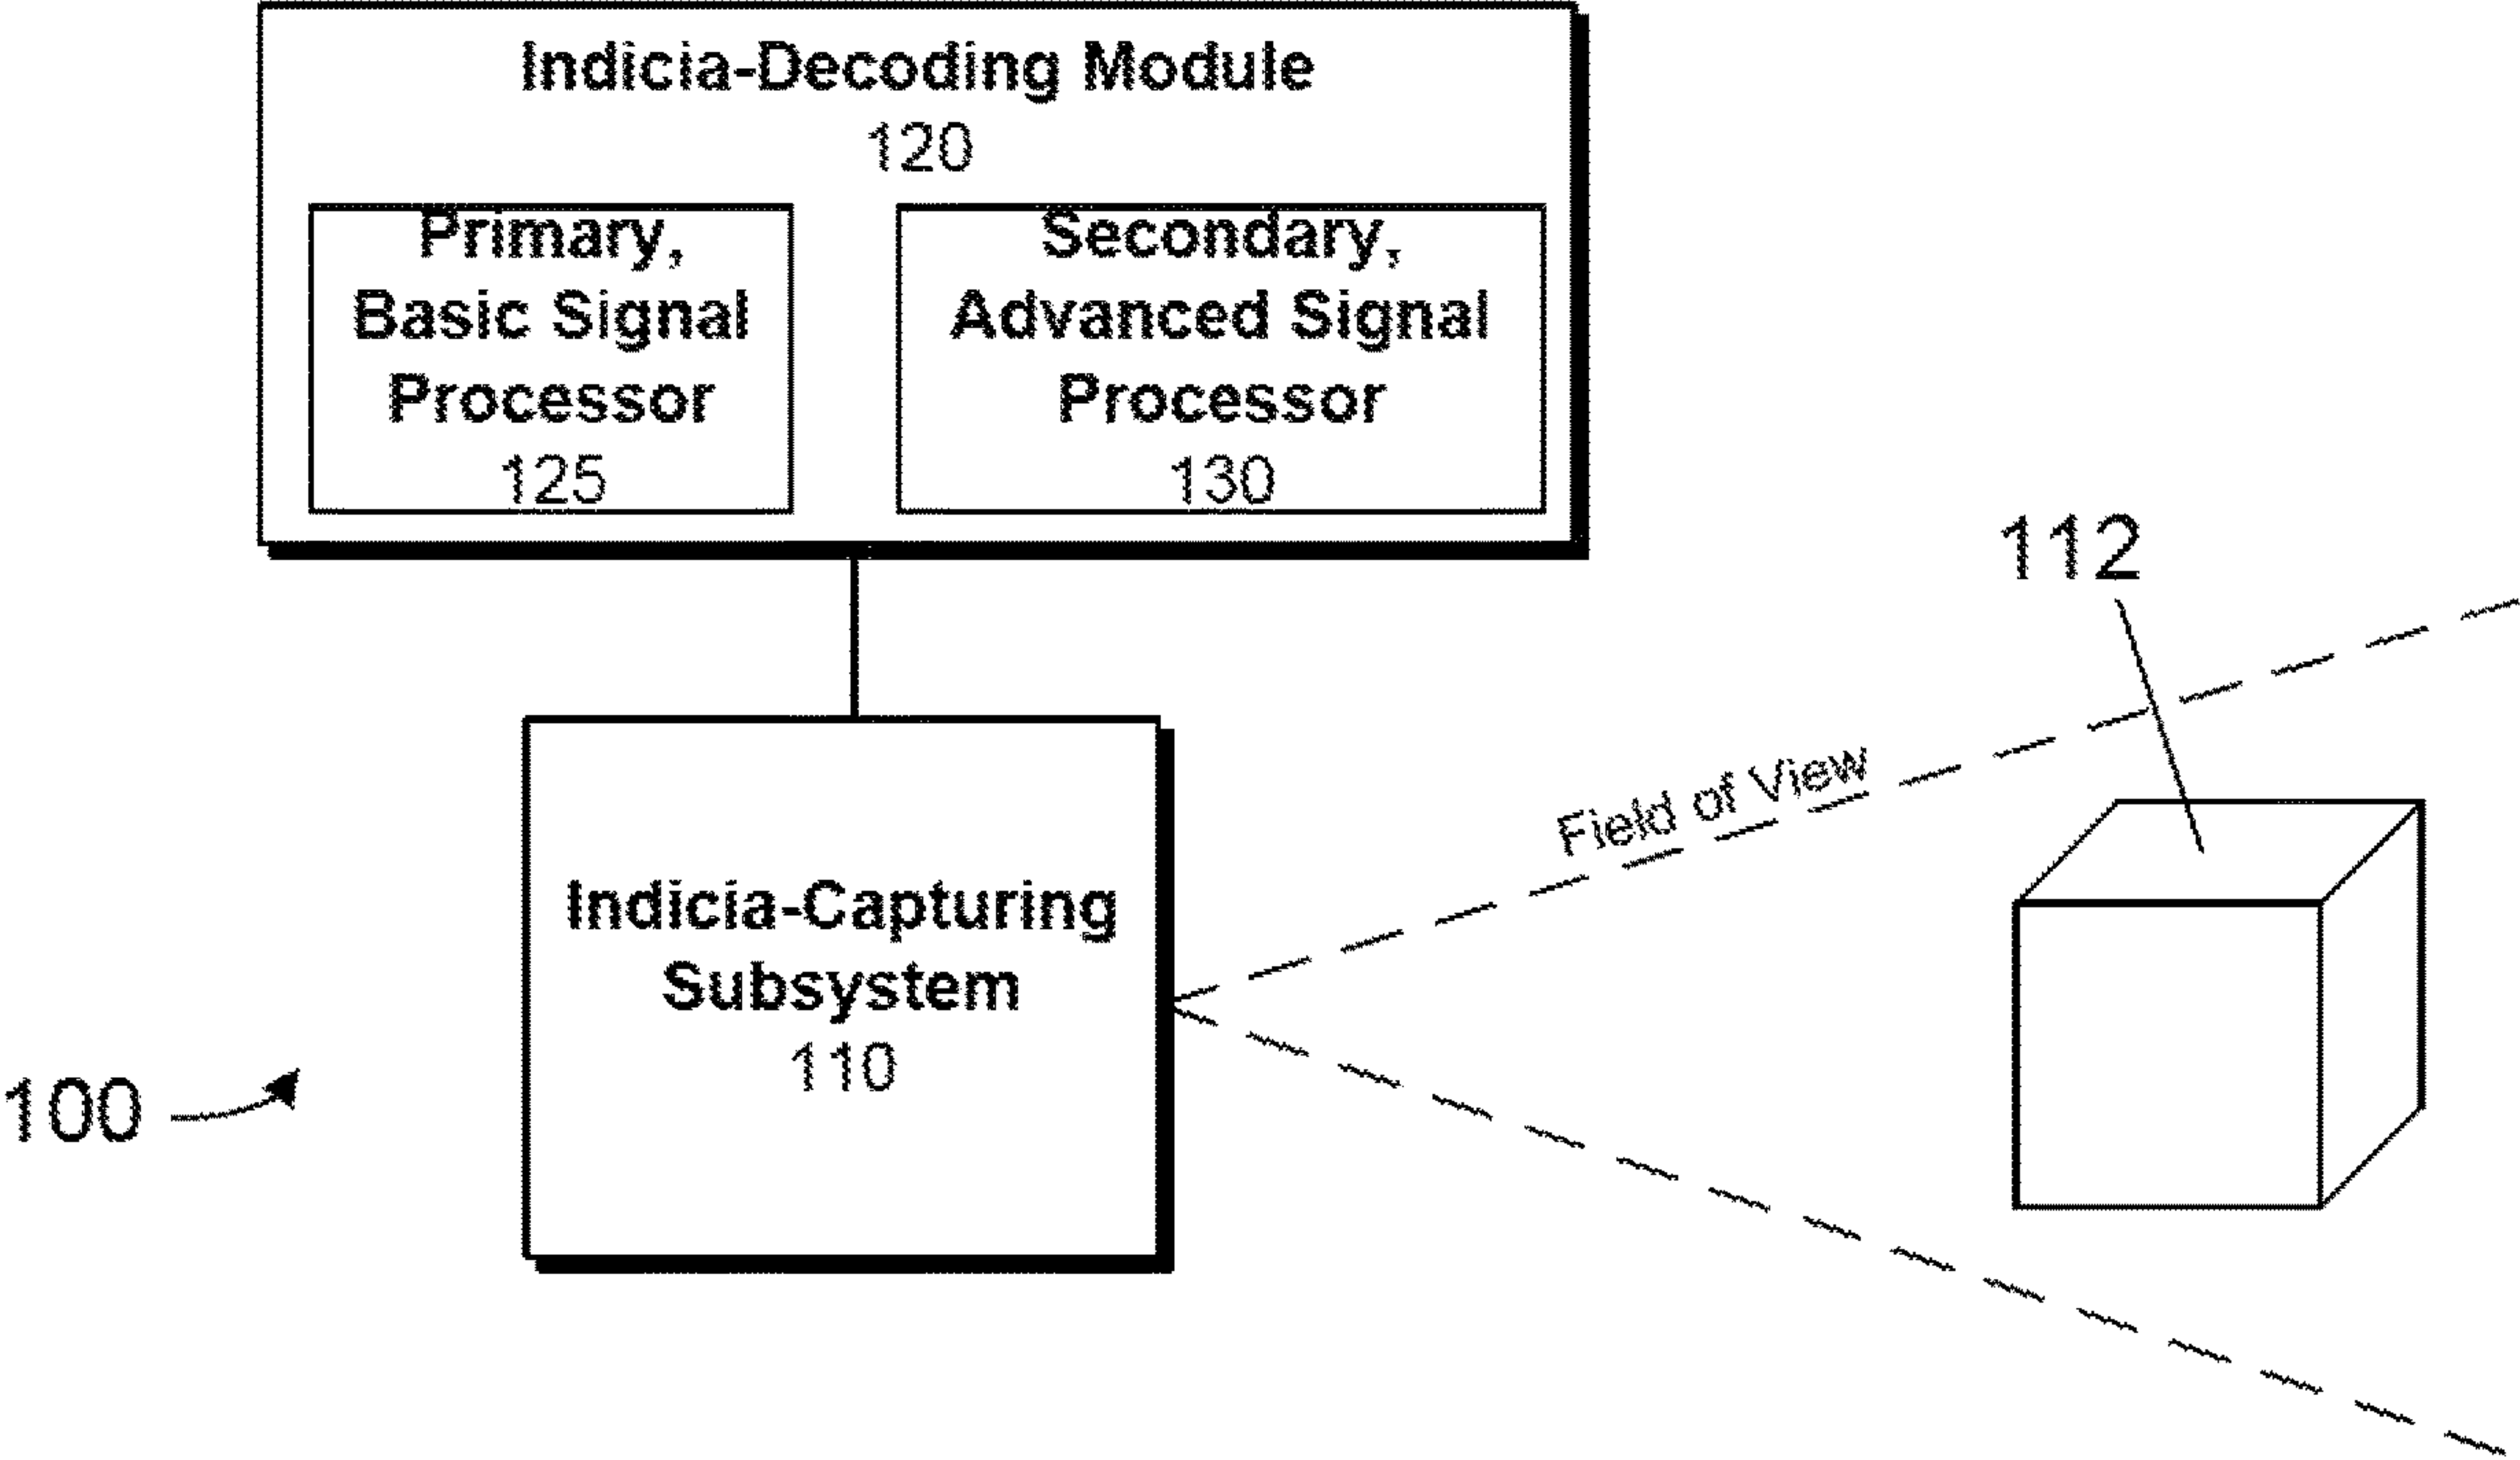 Indicia-Decoding Module
120
Primary,
Basic Signal
Processor
125
Secondary,
Advanced Signal
Processor
130
112
Field of View
Indicia-Capturing
Subsystem
110
100